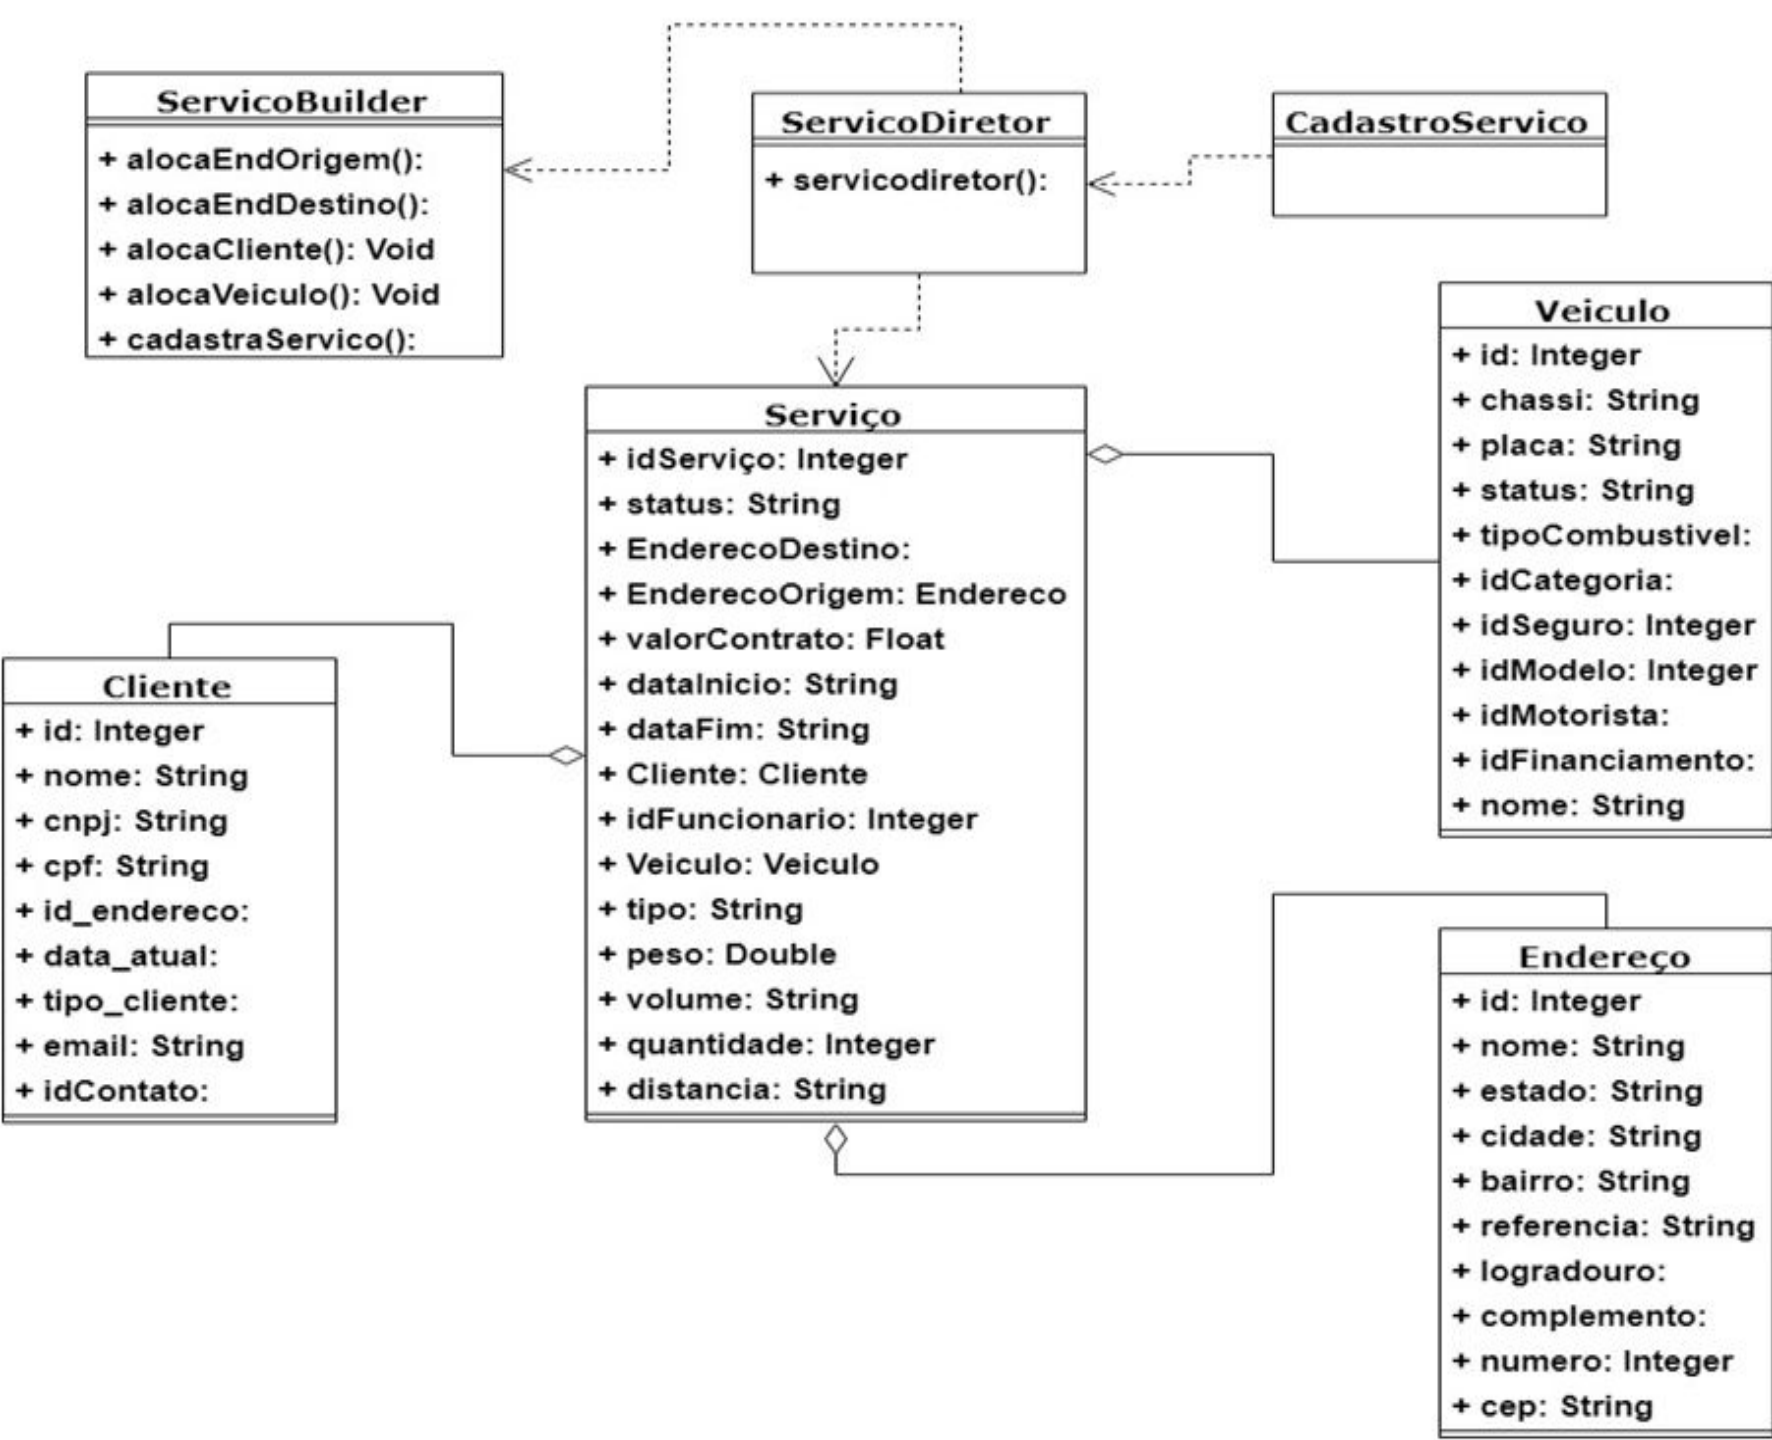 ServicoBuilder
+ alocaEndOrigem():
+ alocaEndDestino():
+ alocaCliente(): Void
+ alocaVeiculo(): Void
+ cadastraServico():
ServicoDiretor
+ servicodiretor():
CadastroServico
Serviço
+ idServiço: Integer
+ status: String
+ EnderecoDestino:
+ EnderecoOrigem: Endereco
+ valorContrato: Float
+ dataInicio: String
+ dataFim: String
+ Cliente: Cliente
+ idFuncionario: Integer
+ Veiculo: Veiculo
+ tipo: String
+ peso: Double
+ volume: String
+ quantidade: Integer
+ distancia: String
Veiculo
+ id: Integer
+ chassi: String
+ placa: String
+ status: String
+ tipoCombustivel:
+ idCategoria:
+ idSeguro: Integer
+ idModelo: Integer
+ idMotorista:
+ idFinanciamento:
+ nome: String
Cliente
+ id: Integer
+ nome: String
+ cnpj: String
+ cpf: String
+ id_endereco:
+ data_atual:
+ tipo_cliente:
+ email: String
+ idContato:
Endereço
+ id: Integer
+ nome: String
+ estado: String
+ cidade: String
+ bairro: String
+ referencia: String
+ logradouro:
+ complemento:
+ numero: Integer
+ cep: String